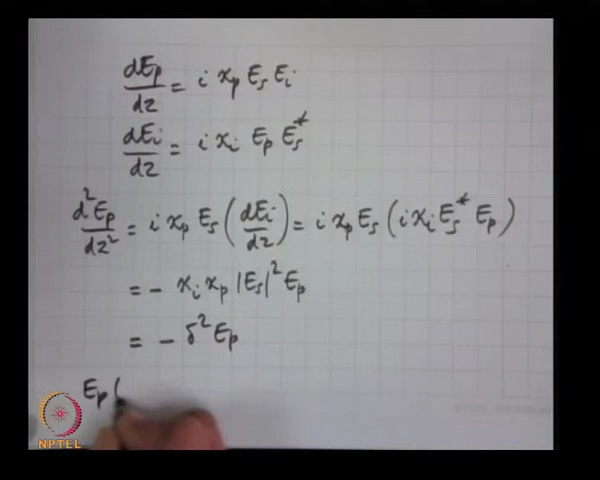 dEp/dz = i χp Es Ei
dEi/dz = i χi Ep Es*
d²Ep/dz² = i χp Es (dEi/dz) = i χp Es (i χi Es* Ep)
= - χi χp |Es|² Ep
= - δ² Ep
Ep (
NPTEL